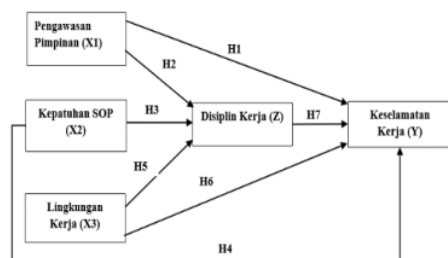 Pengawasan
Pimpinan (X1)
H1
H2
Kepatuhan SOP
(X2)
H3
Disiplin Kerja (Z)
H7
Keselamatan
Kerja (Y)
H5
H6
Lingkungan
Kerja (X3)
H4